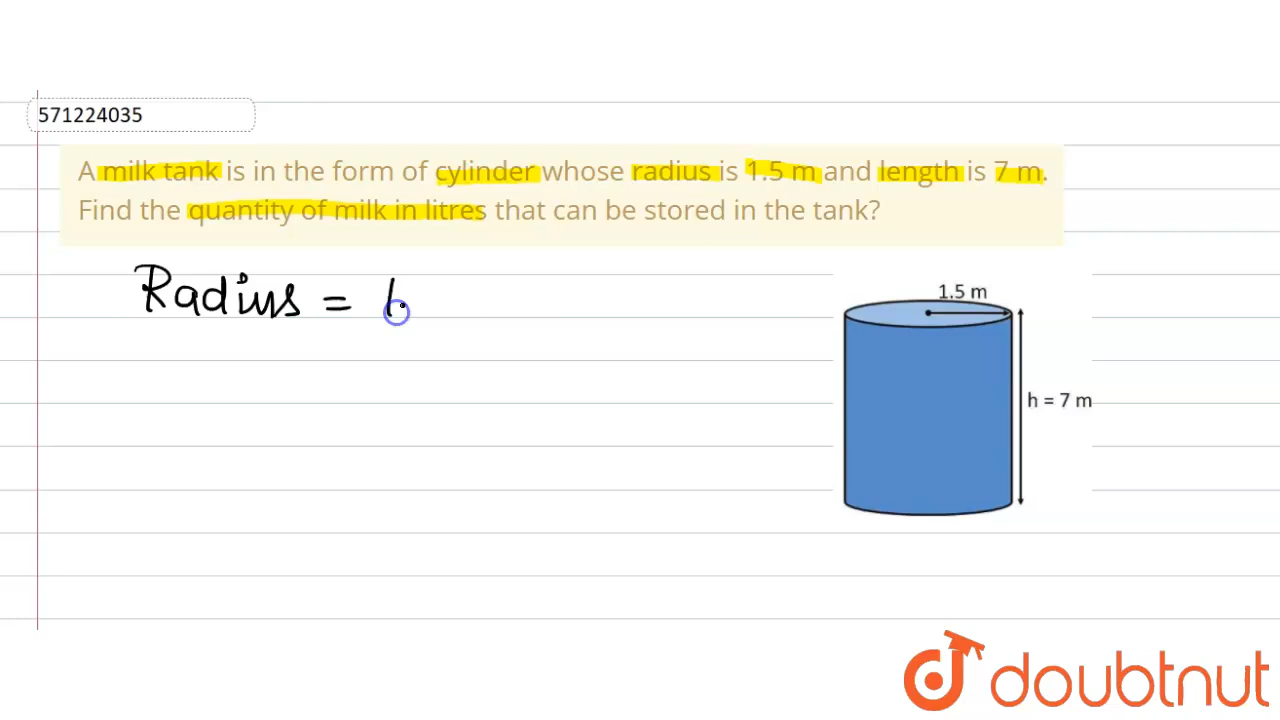 571224035
A milk tank is in the form of cylinder whose radius is 1.5 m and length is 7 m.
Find the quantity of milk in litres that can be stored in the tank?
Radius = 1.
1.5 m
h = 7 m
doubtnut